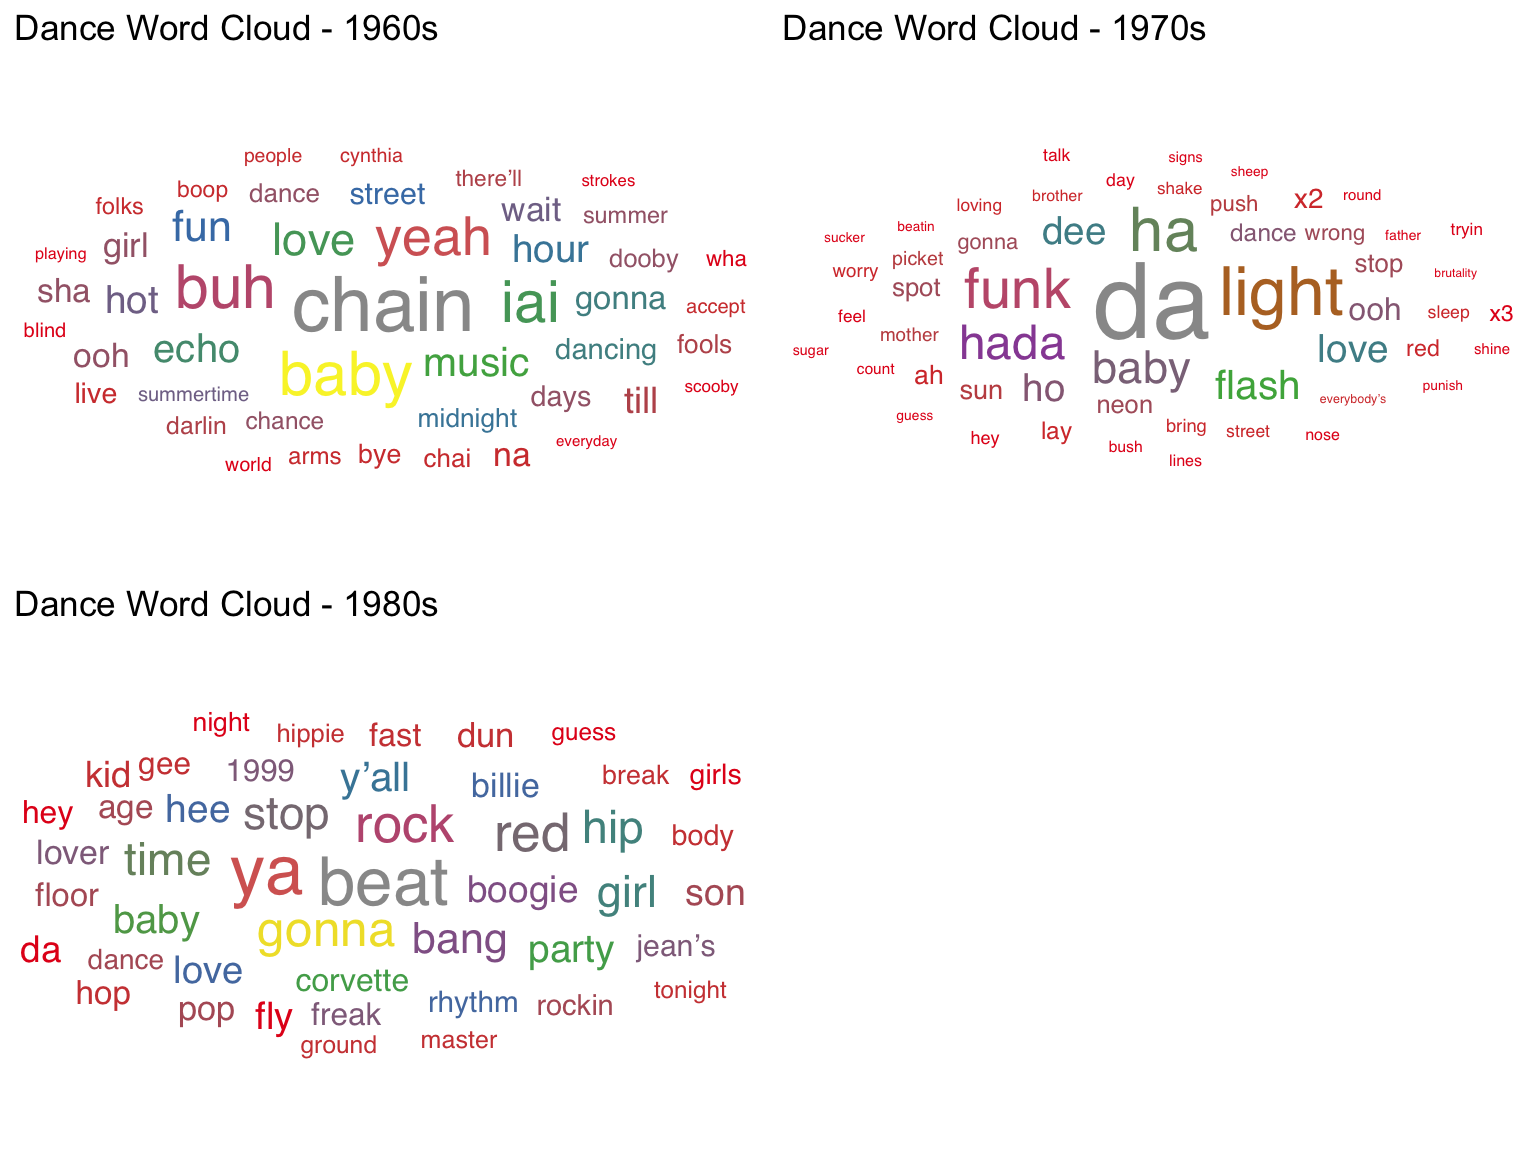 Dance Word Cloud - 1960s
people cynthia
there'll strokes
boop dance street
folks wait summer
fun love yeah hour
girl dooby wha
playing
sha hot buh chain iai gonna accept
blind
ooh echo baby music dancing fools
live summertime days till scooby
darlin chance midnight
everyday
world arms bye chai na
Dance Word Cloud - 1970s
talk signs sheep
day shake
loving brother push x2 round
beatin dee ha dance wrong father tryin
sucker gonna
picket stop
worry spot funk da light brutality
feel ooh sleep x3
mother hada love red shine
sugar
count ah baby
sun ho flash punish
guess neon everybody's
hey lay bring street nose
bush
lines
Dance Word Cloud - 1980s
night hippie fast dun guess
kid gee 1999 y'all billie break girls
hey age hee stop rock red hip body
lover time ya beat boogie girl son
floor
baby gonna bang party jean's
da dance love corvette
hop pop fly freak rhythm rockin tonight
ground master